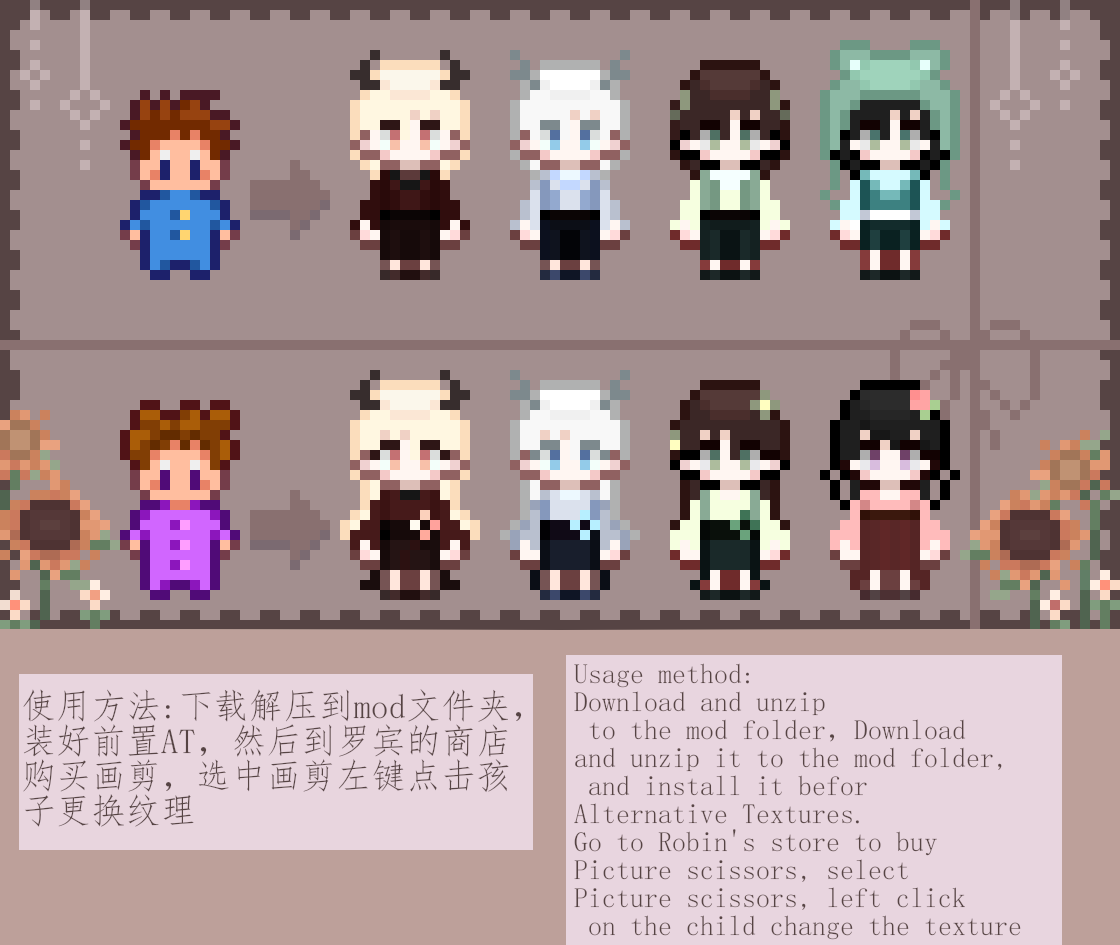 使用方法:下载解压到mod文件夹,
装好前置AT, 然后到罗宾的商店
购买画剪, 选中画剪左键点击孩
子更换纹理
Usage method:
Download and unzip
to the mod folder, Download
and unzip it to the mod folder,
and install it befor
Alternative Textures.
Go to Robin's store to buy
Picture scissors, select
Picture scissors, left click
on the child change the texture